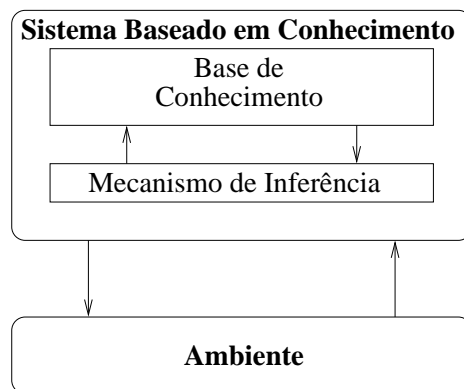 Sistema Baseado em Conhecimento
Base de
Conhecimento
Mecanismo de Inferência
Ambiente